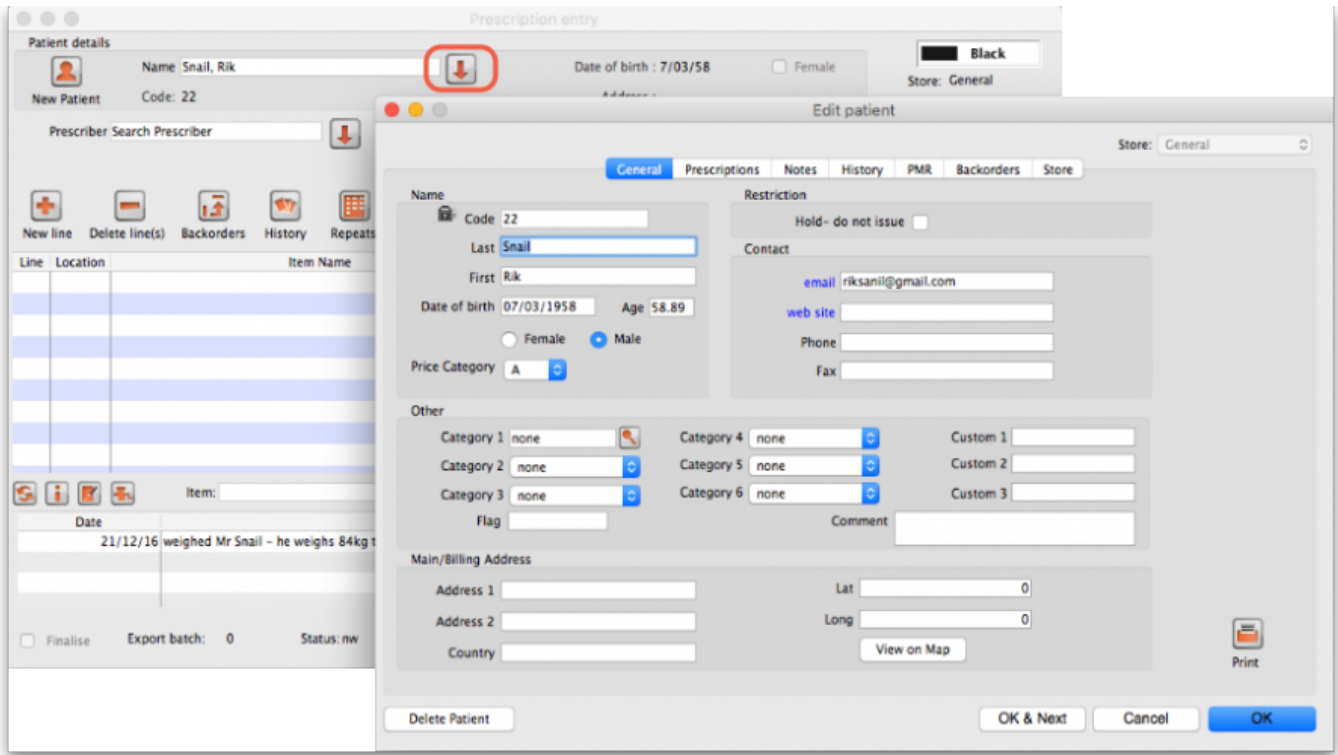 Prescription entry
Patient details
Name Snail, Rik
Date of birth : 7/03/58
Female
Black
Store: General
New Patient
Code: 22
Prescriber Search Prescriber
New line
Delete line(s)
Backorders
History
Repeats
Line
Location
Item Name
Item:
Date
21/12/16 weighed Mr Snail - he weighs 84kg
Finalise
Export batch: 0
Status: nw
Edit patient
Store: General
General
Prescriptions
Notes
History
PMR
Backorders
Store
Name
Code 22
Last Snail
First Rik
Date of birth 07/03/1958
Age 58.89
Female
Male
Price Category A
Restriction
Hold- do not issue
Contact
email riksanil@gmail.com
web site
Phone
Fax
Other
Category 1 none
Category 4 none
Custom 1
Category 2 none
Category 5 none
Custom 2
Category 3 none
Category 6 none
Custom 3
Flag
Comment
Main/Billing Address
Address 1
Lat 0
Address 2
Long 0
Country
View on Map
Print
Delete Patient
OK & Next
Cancel
OK